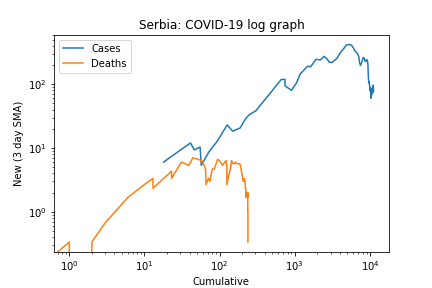 Serbia: COVID-19 log graph
Cases
Deaths
New (3 day SMA)
10²
10¹
10⁰
10⁰ 10¹ 10² 10³ 10⁴
Cumulative